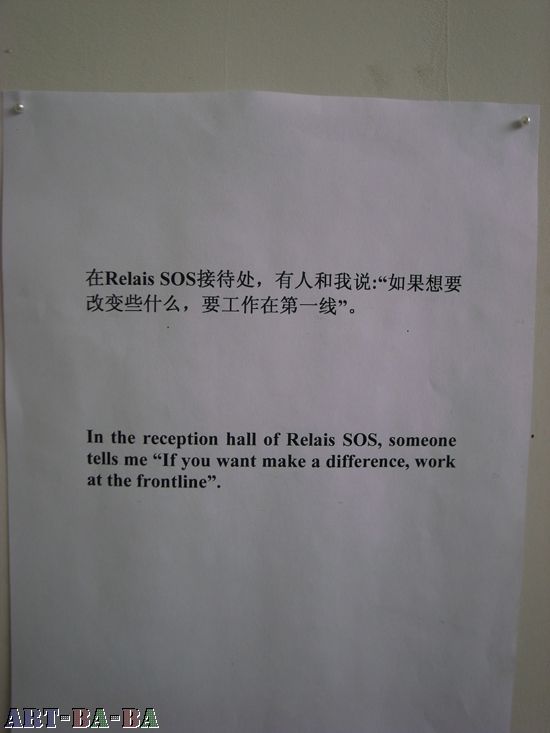 在Relais SOS接待处，有人和我说:“如果想要
改变些什么，要工作在第一线”。
In the reception hall of Relais SOS, someone
tells me “If you want make a difference, work
at the frontline”.
ART-BA-BA